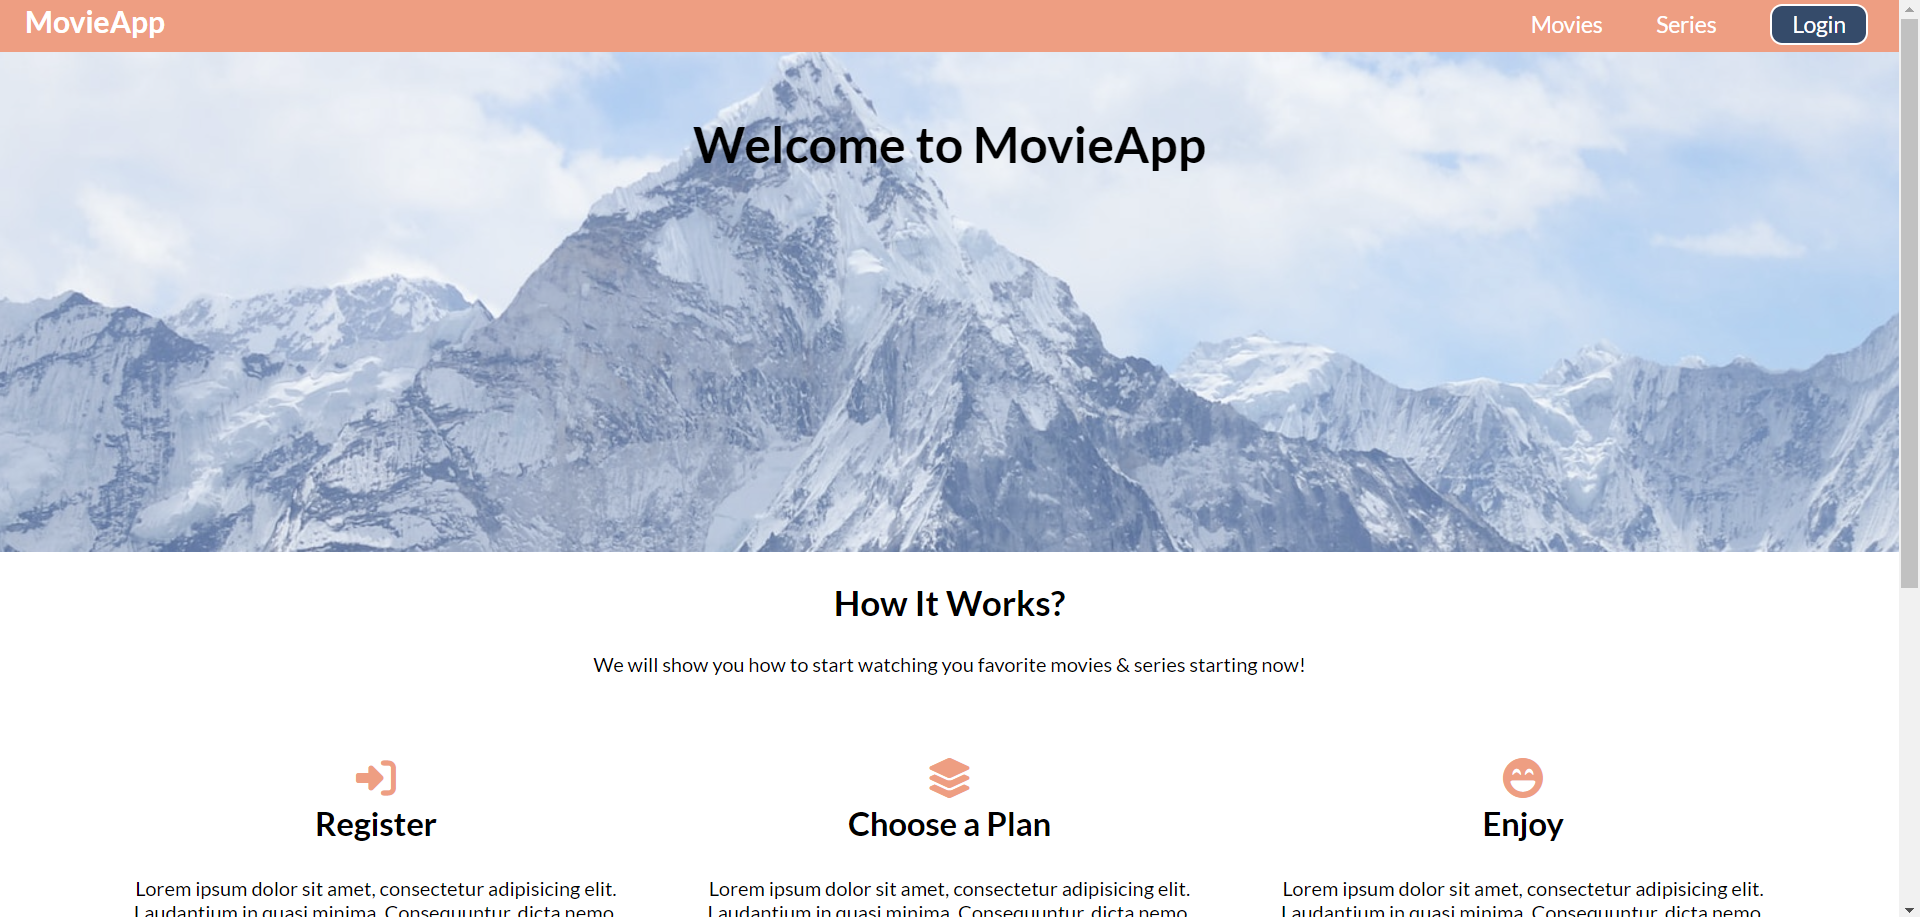 MovieApp
Movies
Series
Login
Welcome to MovieApp
How It Works?
We will show you how to start watching you favorite movies & series starting now!
Register
Choose a Plan
Enjoy
Lorem ipsum dolor sit amet, consectetur adipisicing elit.
Laudantium in quasi minima. Consequuntur, dicta nemo
Lorem ipsum dolor sit amet, consectetur adipisicing elit.
Laudantium in quasi minima. Consequuntur, dicta nemo
Lorem ipsum dolor sit amet, consectetur adipisicing elit.
Laudantium in quasi minima. Consequuntur, dicta nemo